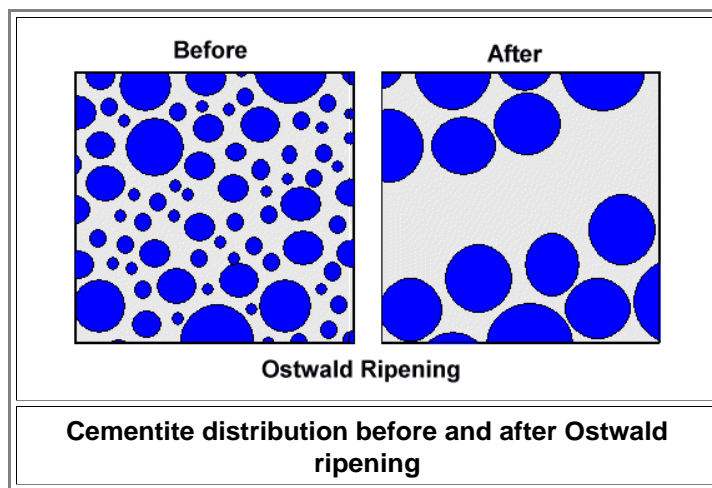 Before
After
Ostwald Ripening
Cementite distribution before and after Ostwald
ripening